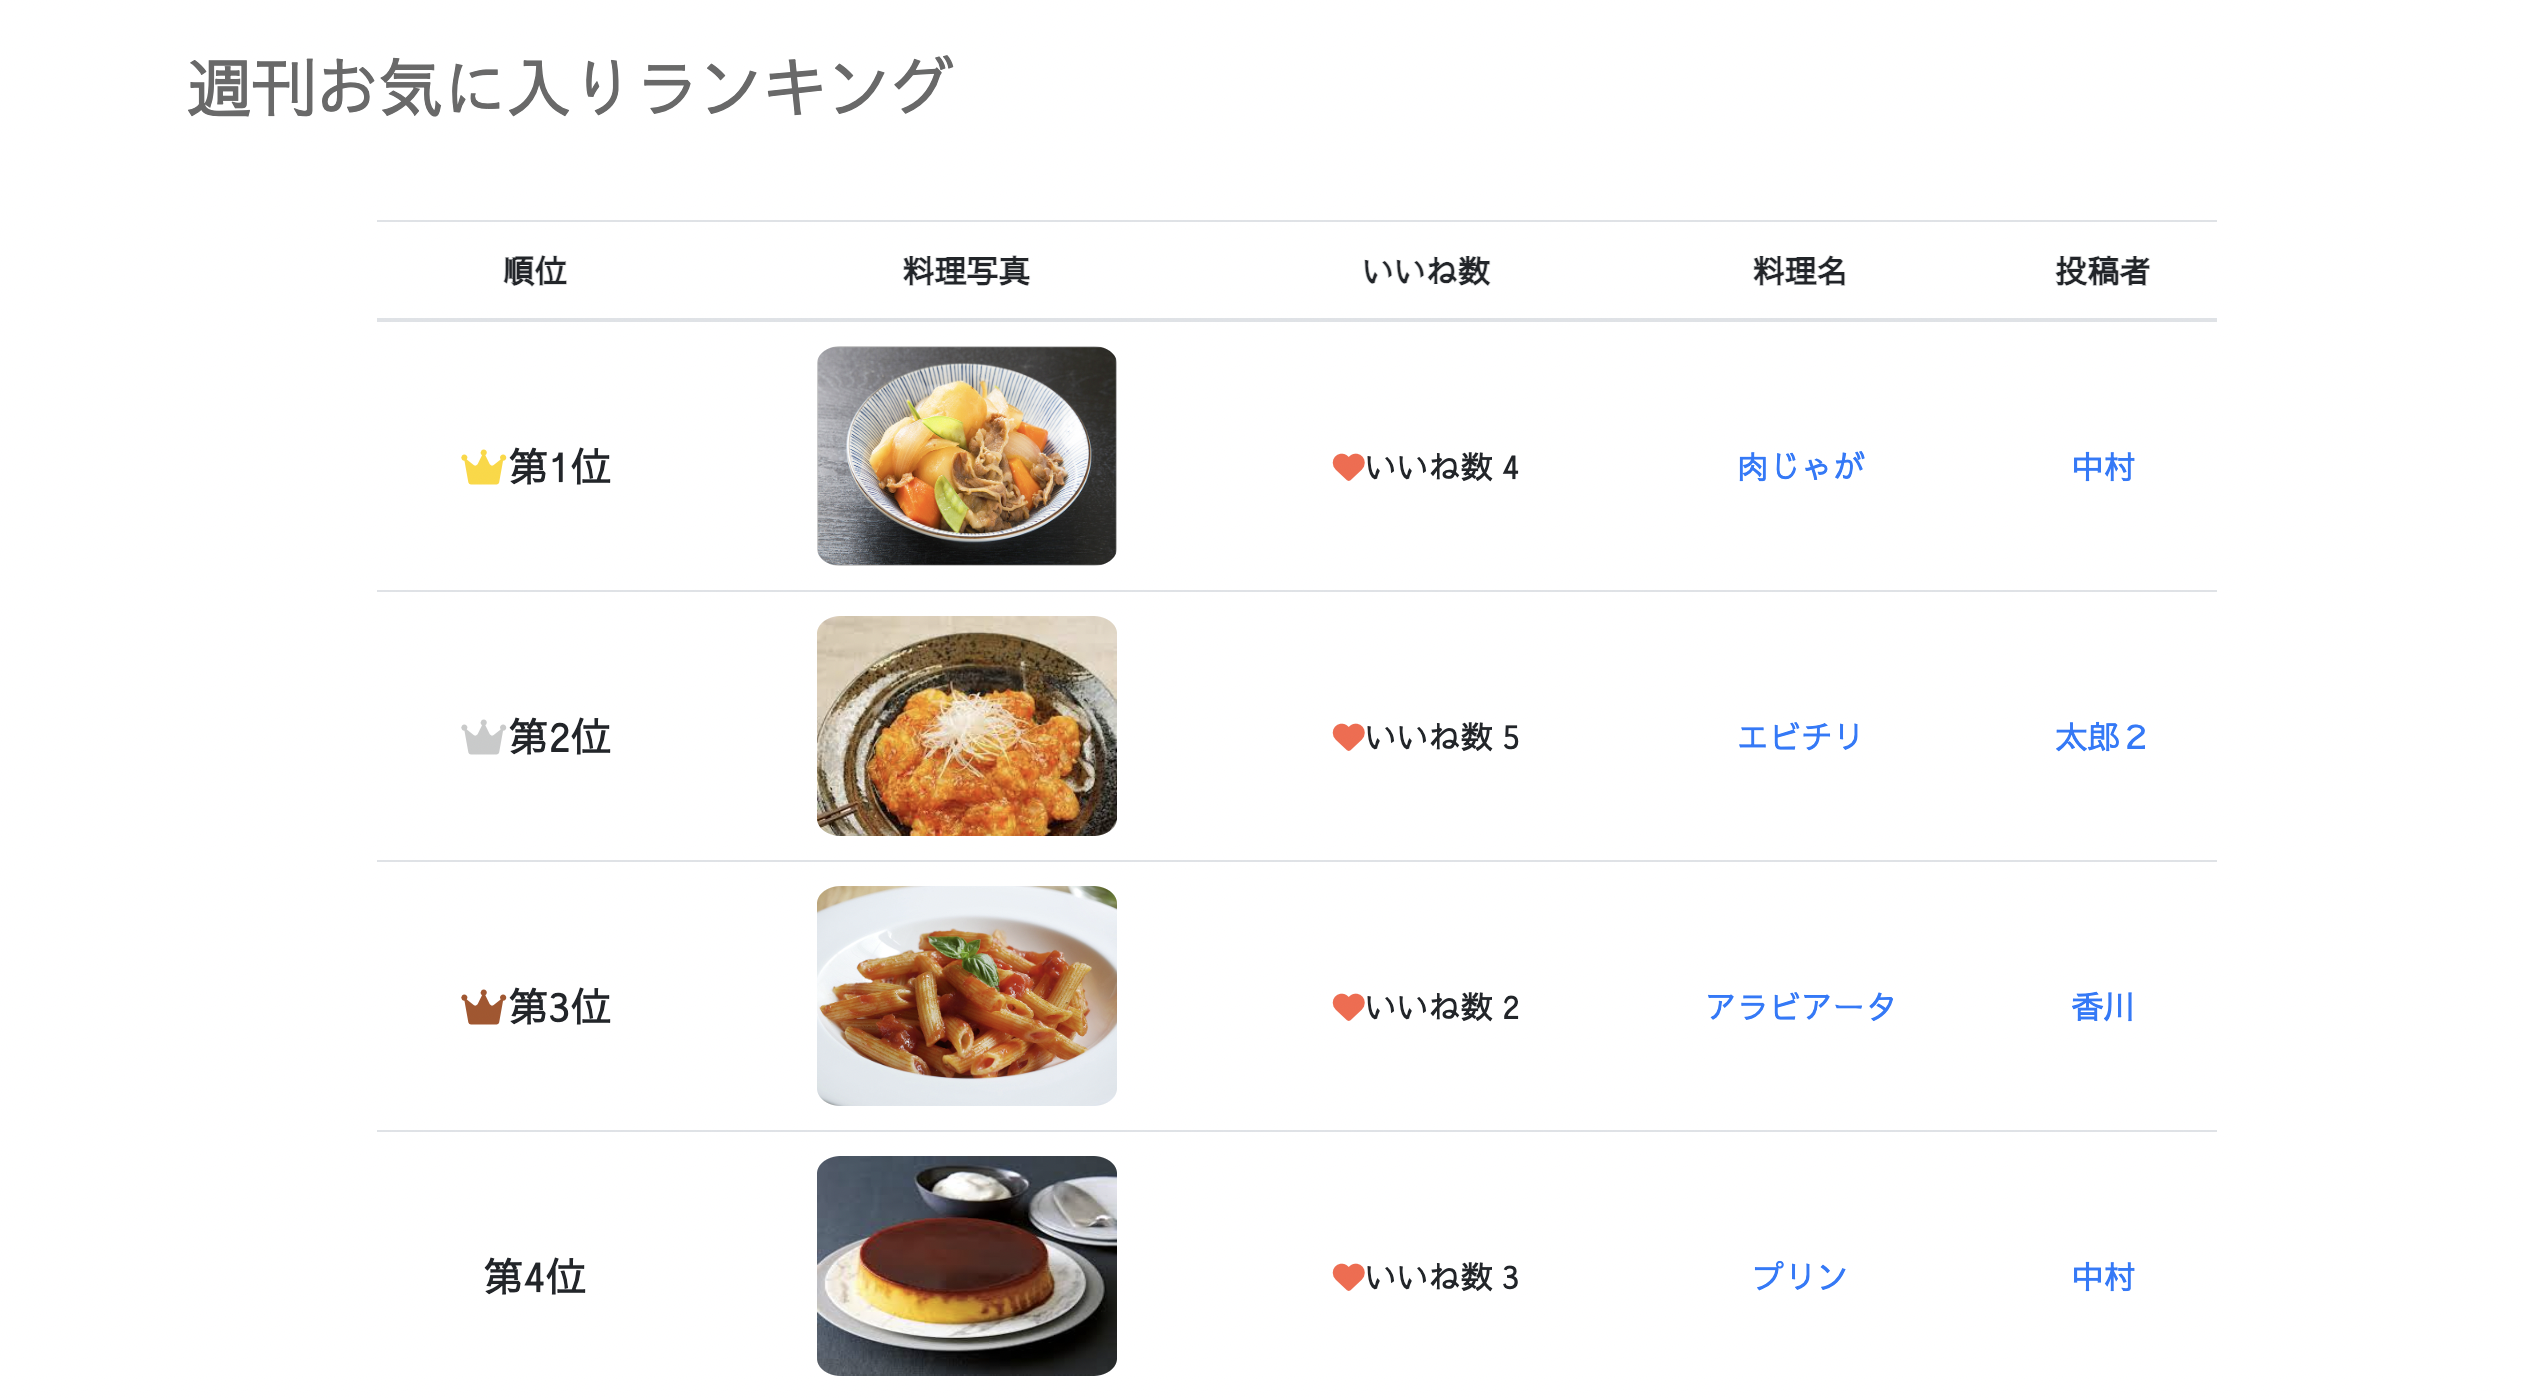 週刊お気に入りランキング
順位 料理写真 いいね数 料理名 投稿者
第1位 いいね数 4 肉じゃが 中村
第2位 いいね数 5 エビチリ 太郎２
第3位 いいね数 2 アラビアータ 香川
第4位 いいね数 3 プリン 中村